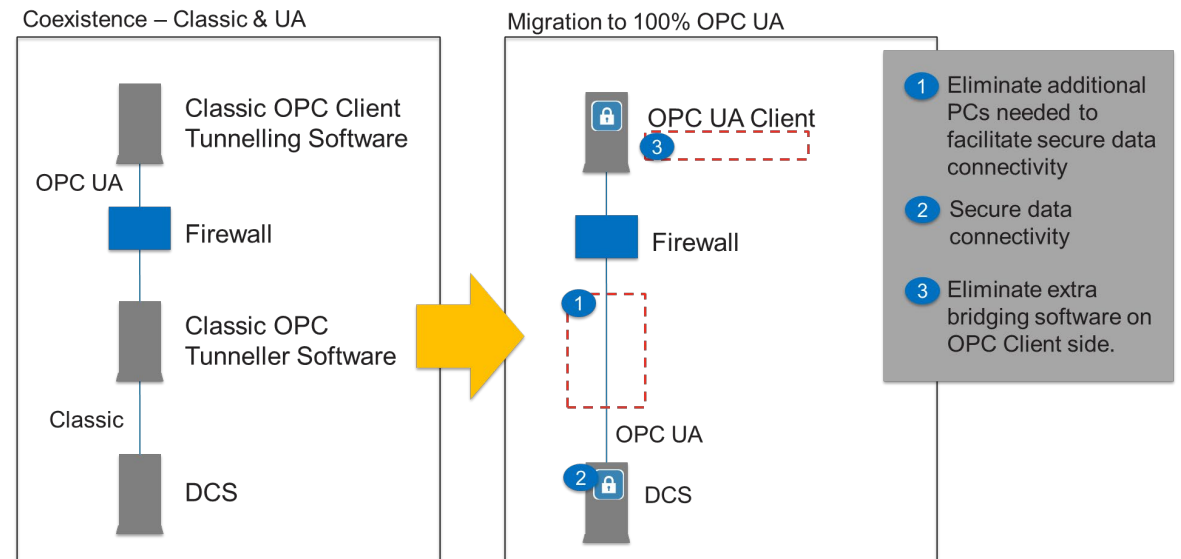 Coexistence – Classic & UA
Classic OPC Client
Tunnelling Software
OPC UA
Firewall
Classic OPC
Tunneller Software
Classic
DCS
Migration to 100% OPC UA
OPC UA Client
3
Firewall
1
OPC UA
2
DCS
1 Eliminate additional
PCs needed to
facilitate secure data
connectivity
2 Secure data
connectivity
3 Eliminate extra
bridging software on
OPC Client side.